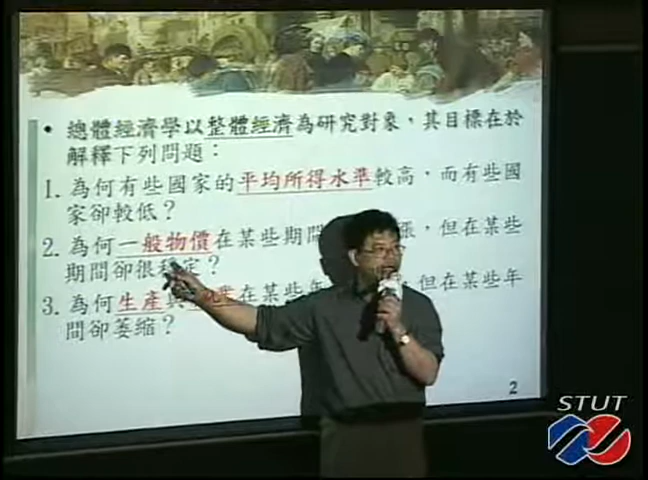 • 總體經濟學以整體經濟為研究對象，其目標在於
解釋下列問題：
1. 為何有些國家的平均所得水準較高，而有些國
家卻較低？
2. 為何一般物價在某些期間 漲，但在某些
期間卻很穩定？
3. 為何生產與 業在某些年 但在某些年
間卻萎縮？
2
STUT